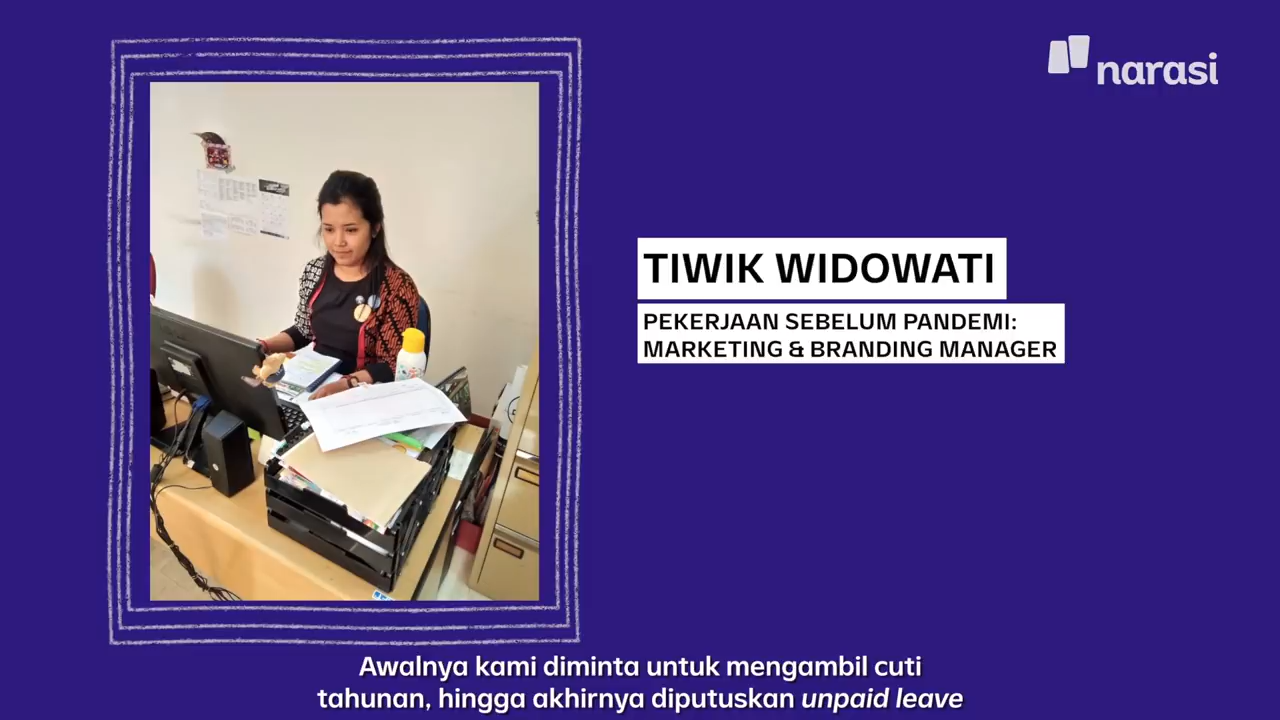 narasi
TIWIK WIDOWATI
PEKERJAAN SEBELUM PANDEMI:
MARKETING & BRANDING MANAGER
Awalnya kami diminta untuk mengambil cuti
tahunan, hingga akhirnya diputuskan unpaid leave